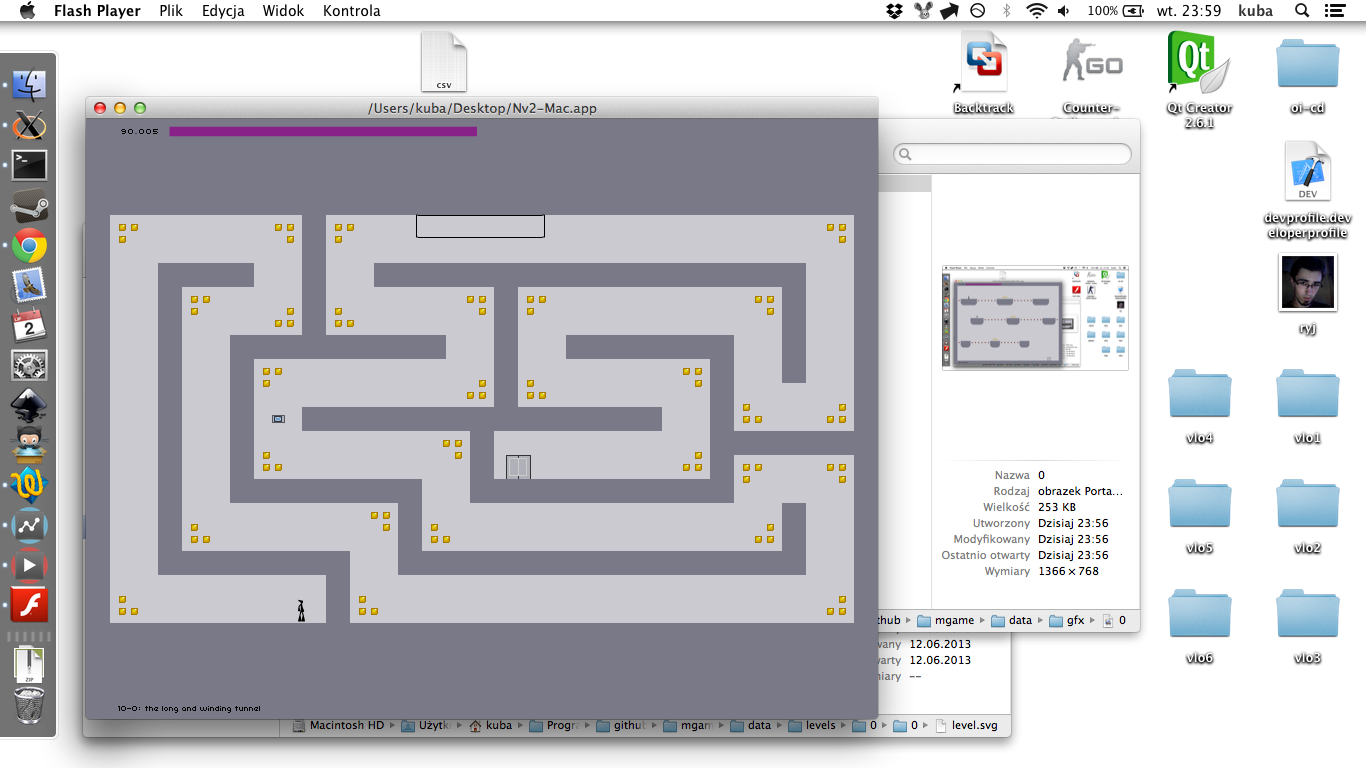 Flash Player Plik Edycja Widok Kontrola 100% wt. 23:59 kuba
CSV
GO
Qt
Backtrack
Counter-
Qt Creator
2.6.1
oi-cd
/Users/kuba/Desktop/Nv2-Mac.app
90.005
DEV
devprofile.dev
eloperprofile
2
ryj
vlo4
vlo1
Nazwa 0
Rodzaj obrazek Porta...
Wielkość 253 KB
Utworzony Dzisiaj 23:56
Modyfikowany Dzisiaj 23:56
Ostatnio otwarty Dzisiaj 23:56
Wymiary 1366 × 768
vlo5
vlo2
thub mgame data gfx 0
wany 12.06.2013
warty 12.06.2013
miary --
vlo6
vlo3
ZIP
10-0: the long and winding tunnel
Macintosh HD Użytk kuba Progra github mgam data levels 0 0 level.svg